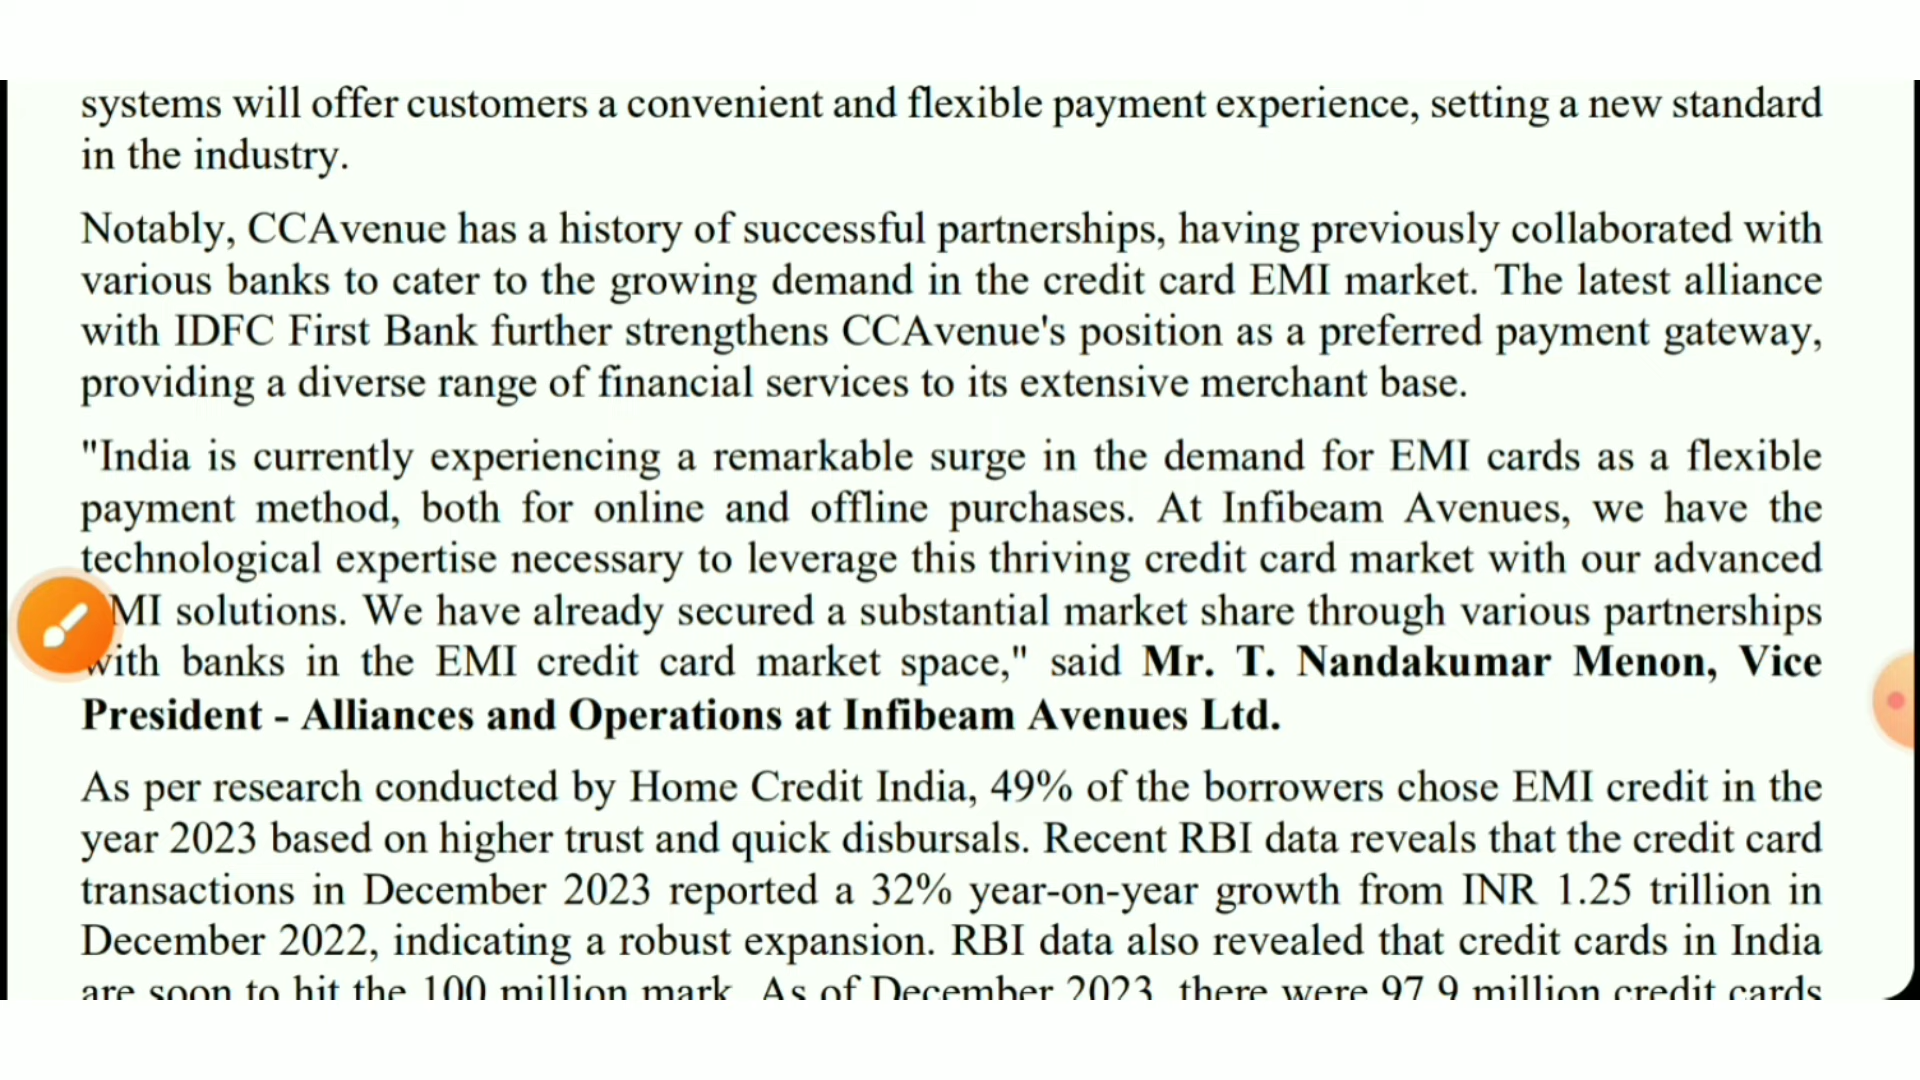 systems will offer customers a convenient and flexible payment experience, setting a new standard
in the industry.
Notably, CCAvenue has a history of successful partnerships, having previously collaborated with
various banks to cater to the growing demand in the credit card EMI market. The latest alliance
with IDFC First Bank further strengthens CCAvenue's position as a preferred payment gateway,
providing a diverse range of financial services to its extensive merchant base.
"India is currently experiencing a remarkable surge in the demand for EMI cards as a flexible
payment method, both for online and offline purchases. At Infibeam Avenues, we have the
technological expertise necessary to leverage this thriving credit card market with our advanced
MI solutions. We have already secured a substantial market share through various partnerships
with banks in the EMI credit card market space," said Mr. T. Nandakumar Menon, Vice
President - Alliances and Operations at Infibeam Avenues Ltd.
As per research conducted by Home Credit India, 49% of the borrowers chose EMI credit in the
year 2023 based on higher trust and quick disbursals. Recent RBI data reveals that the credit card
transactions in December 2023 reported a 32% year-on-year growth from INR 1.25 trillion in
December 2022, indicating a robust expansion. RBI data also revealed that credit cards in India
are soon to hit the 100 million mark. As of December 2023, there were 97.9 million credit cards